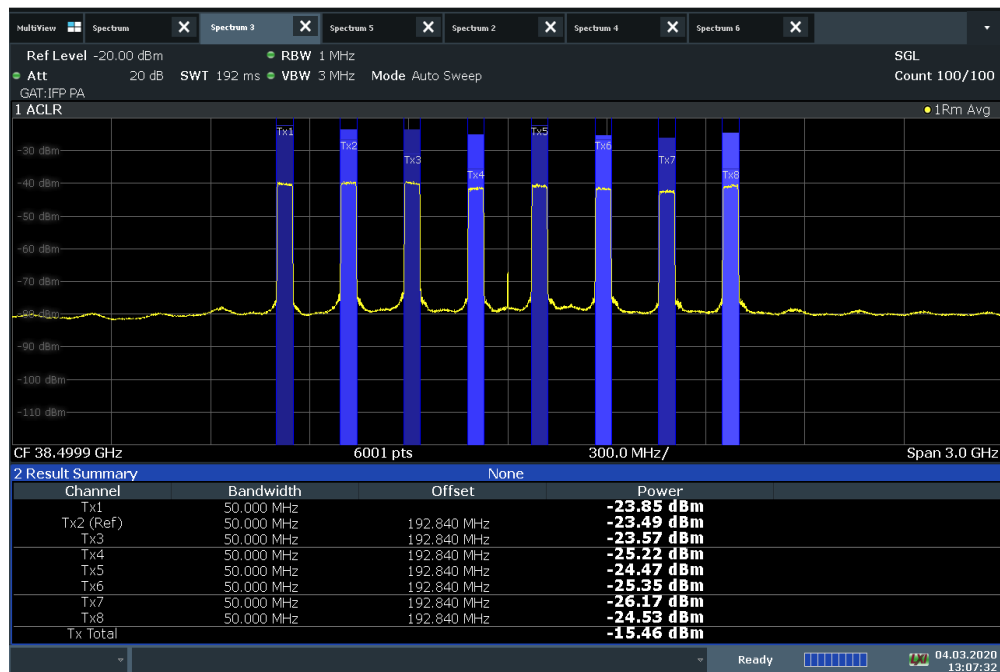 MultiView Spectrum Spectrum 3 Spectrum 5 Spectrum 2 Spectrum 4 Spectrum 6
Ref Level -20.00 dBm RBW 1 MHz SGL
Att 20 dB SWT 192 ms VBW 3 MHz Mode Auto Sweep Count 100/100
GAT:IFP PA
1 ACLR 1Rm Avg
Tx1 Tx5
Tx2 Tx6
Tx3 Tx7
-30 dBm
Tx4 Tx8
-40 dBm
-50 dBm
-60 dBm
-70 dBm
-80 dBm
-90 dBm
-100 dBm
-110 dBm
CF 38.4999 GHz 6001 pts 300.0 MHz/ Span 3.0 GHz
2 Result Summary None
Channel Bandwidth Offset Power
Tx1 50.000 MHz -23.85 dBm
Tx2 (Ref) 50.000 MHz 192.840 MHz -23.49 dBm
Tx3 50.000 MHz 192.840 MHz -23.57 dBm
Tx4 50.000 MHz 192.840 MHz -25.22 dBm
Tx5 50.000 MHz 192.840 MHz -24.47 dBm
Tx6 50.000 MHz 192.840 MHz -25.35 dBm
Tx7 50.000 MHz 192.840 MHz -26.17 dBm
Tx8 50.000 MHz 192.840 MHz -24.53 dBm
Tx Total -15.46 dBm
Ready LXI 04.03.2020
13:07:32